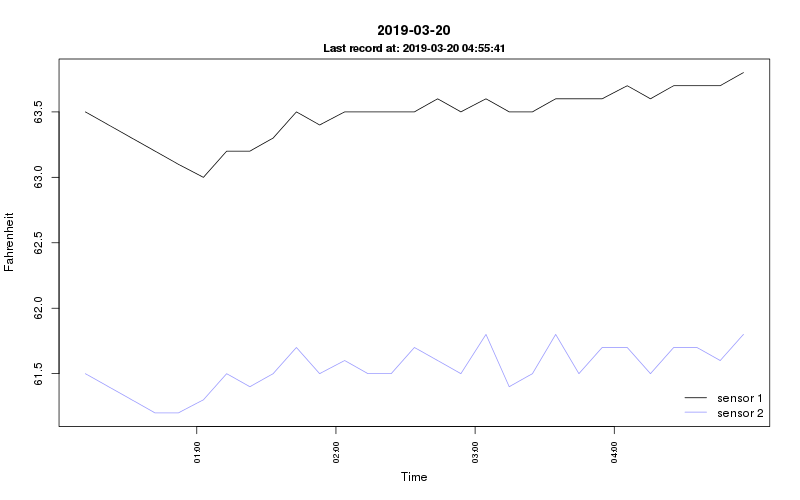 2019-03-20
Last record at: 2019-03-20 04:55:41
63.5
63.0
62.5
62.0
61.5
Fahrenheit
sensor 1
sensor 2
01:00
02:00
03:00
04:00
Time